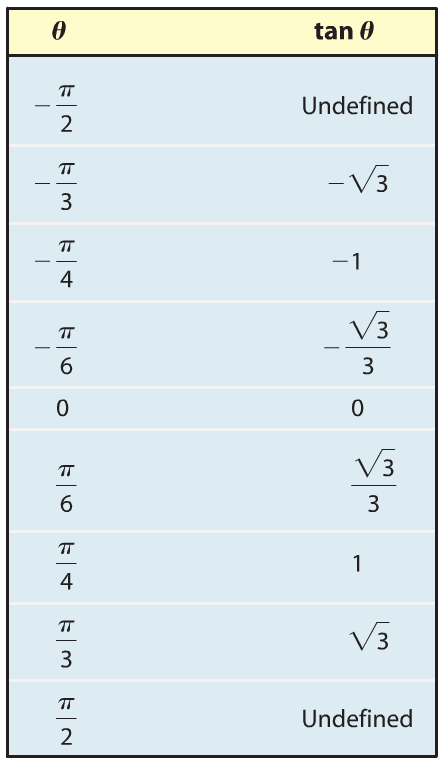 θ tan θ
−π/2 Undefined
−π/3 −√3
−π/4 −1
−π/6 −√3/3
0 0
π/6 √3/3
π/4 1
π/3 √3
π/2 Undefined